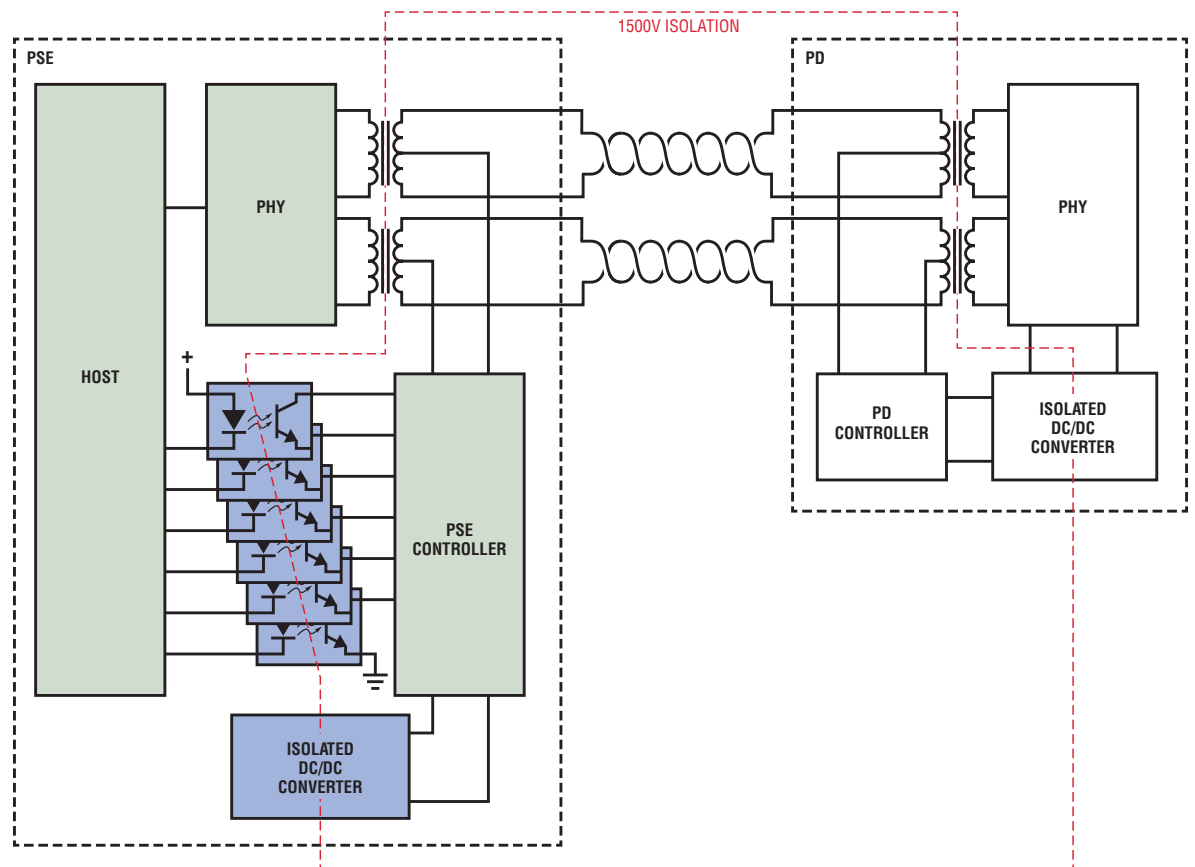 1500V ISOLATION
PSE
PD
HOST
PHY
PHY
+
PSE
CONTROLLER
PD
CONTROLLER
ISOLATED
DC/DC
CONVERTER
ISOLATED
DC/DC
CONVERTER